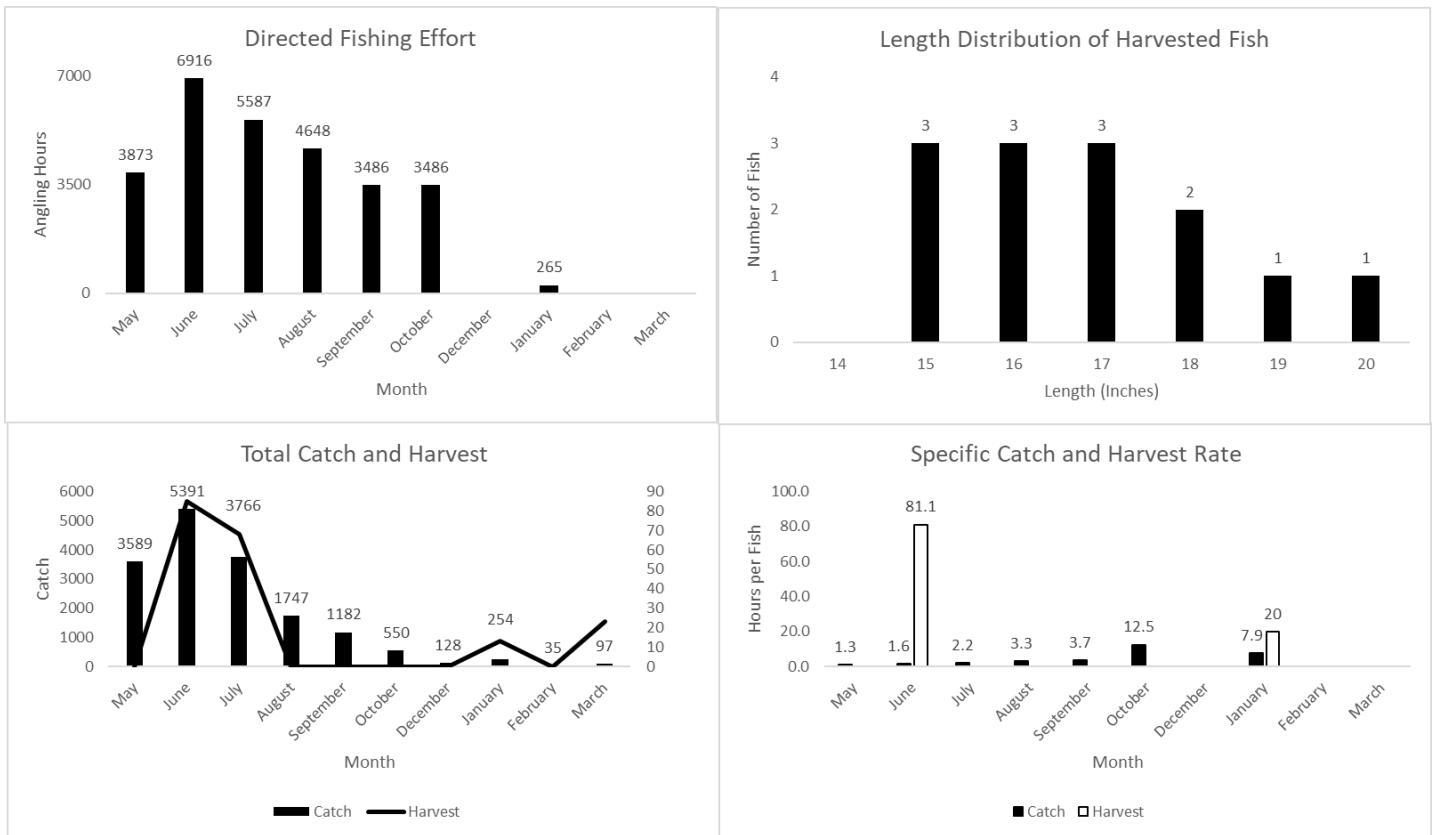 Directed Fishing Effort
7000
3500
0
Angling Hours
3873
6916
5587
4648
3486
3486
265
May
June
July
August
September
October
December
January
February
March
Month
Length Distribution of Harvested Fish
4
3
2
1
0
Number of Fish
3
3
3
2
1
1
14
15
16
17
18
19
20
Length (Inches)
Total Catch and Harvest
6000
5000
4000
3000
2000
1000
0
Catch
3589
5391
3766
1747
1182
550
128
254
35
97
90
80
70
60
50
40
30
20
10
0
May
June
July
August
September
October
December
January
February
March
Month
Catch
Harvest
Specific Catch and Harvest Rate
100.0
80.0
60.0
40.0
20.0
0.0
Hours per Fish
1.3
1.6
81.1
2.2
3.3
3.7
12.5
7.9
20
May
June
July
August
September
October
December
January
February
March
Month
Catch
Harvest